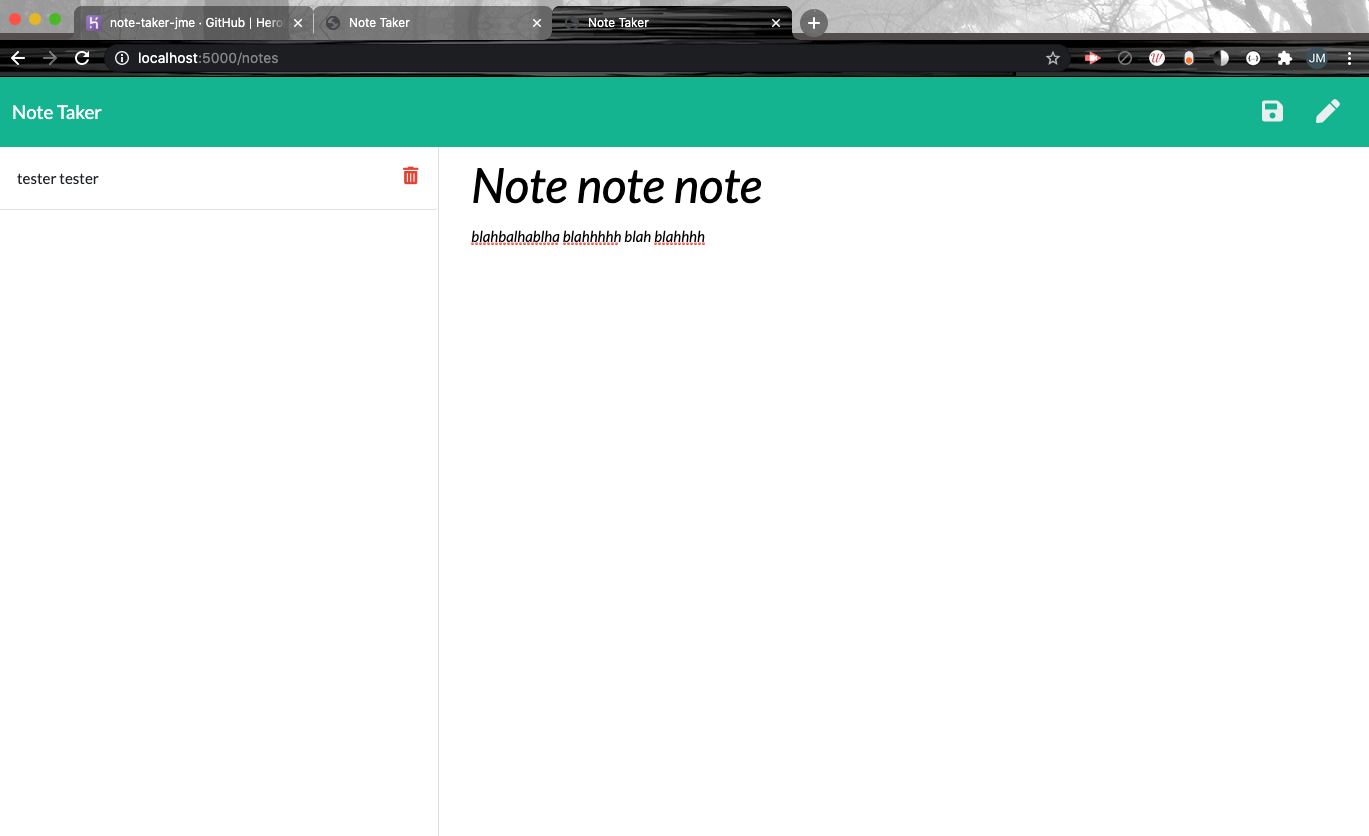 note-taker-jme · GitHub | Hero
Note Taker
Note Taker
localhost:5000/notes
JM
Note Taker
tester tester
Note note note
blahbalhablha blahhhhh blah blahhhh